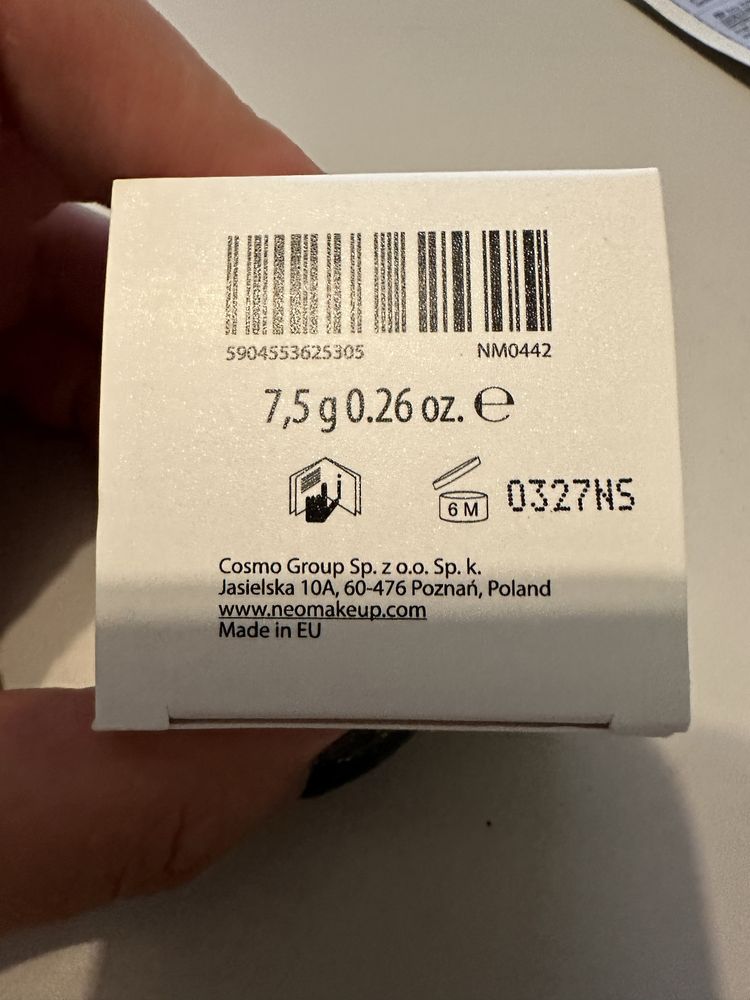 5904553625305 NM0442
7,5 g 0.26 oz. ℮
i
6 M 0327NS
Cosmo Group Sp. z o.o. Sp. k.
Jasielska 10A, 60-476 Poznań, Poland
www.neomakeup.com
Made in EU